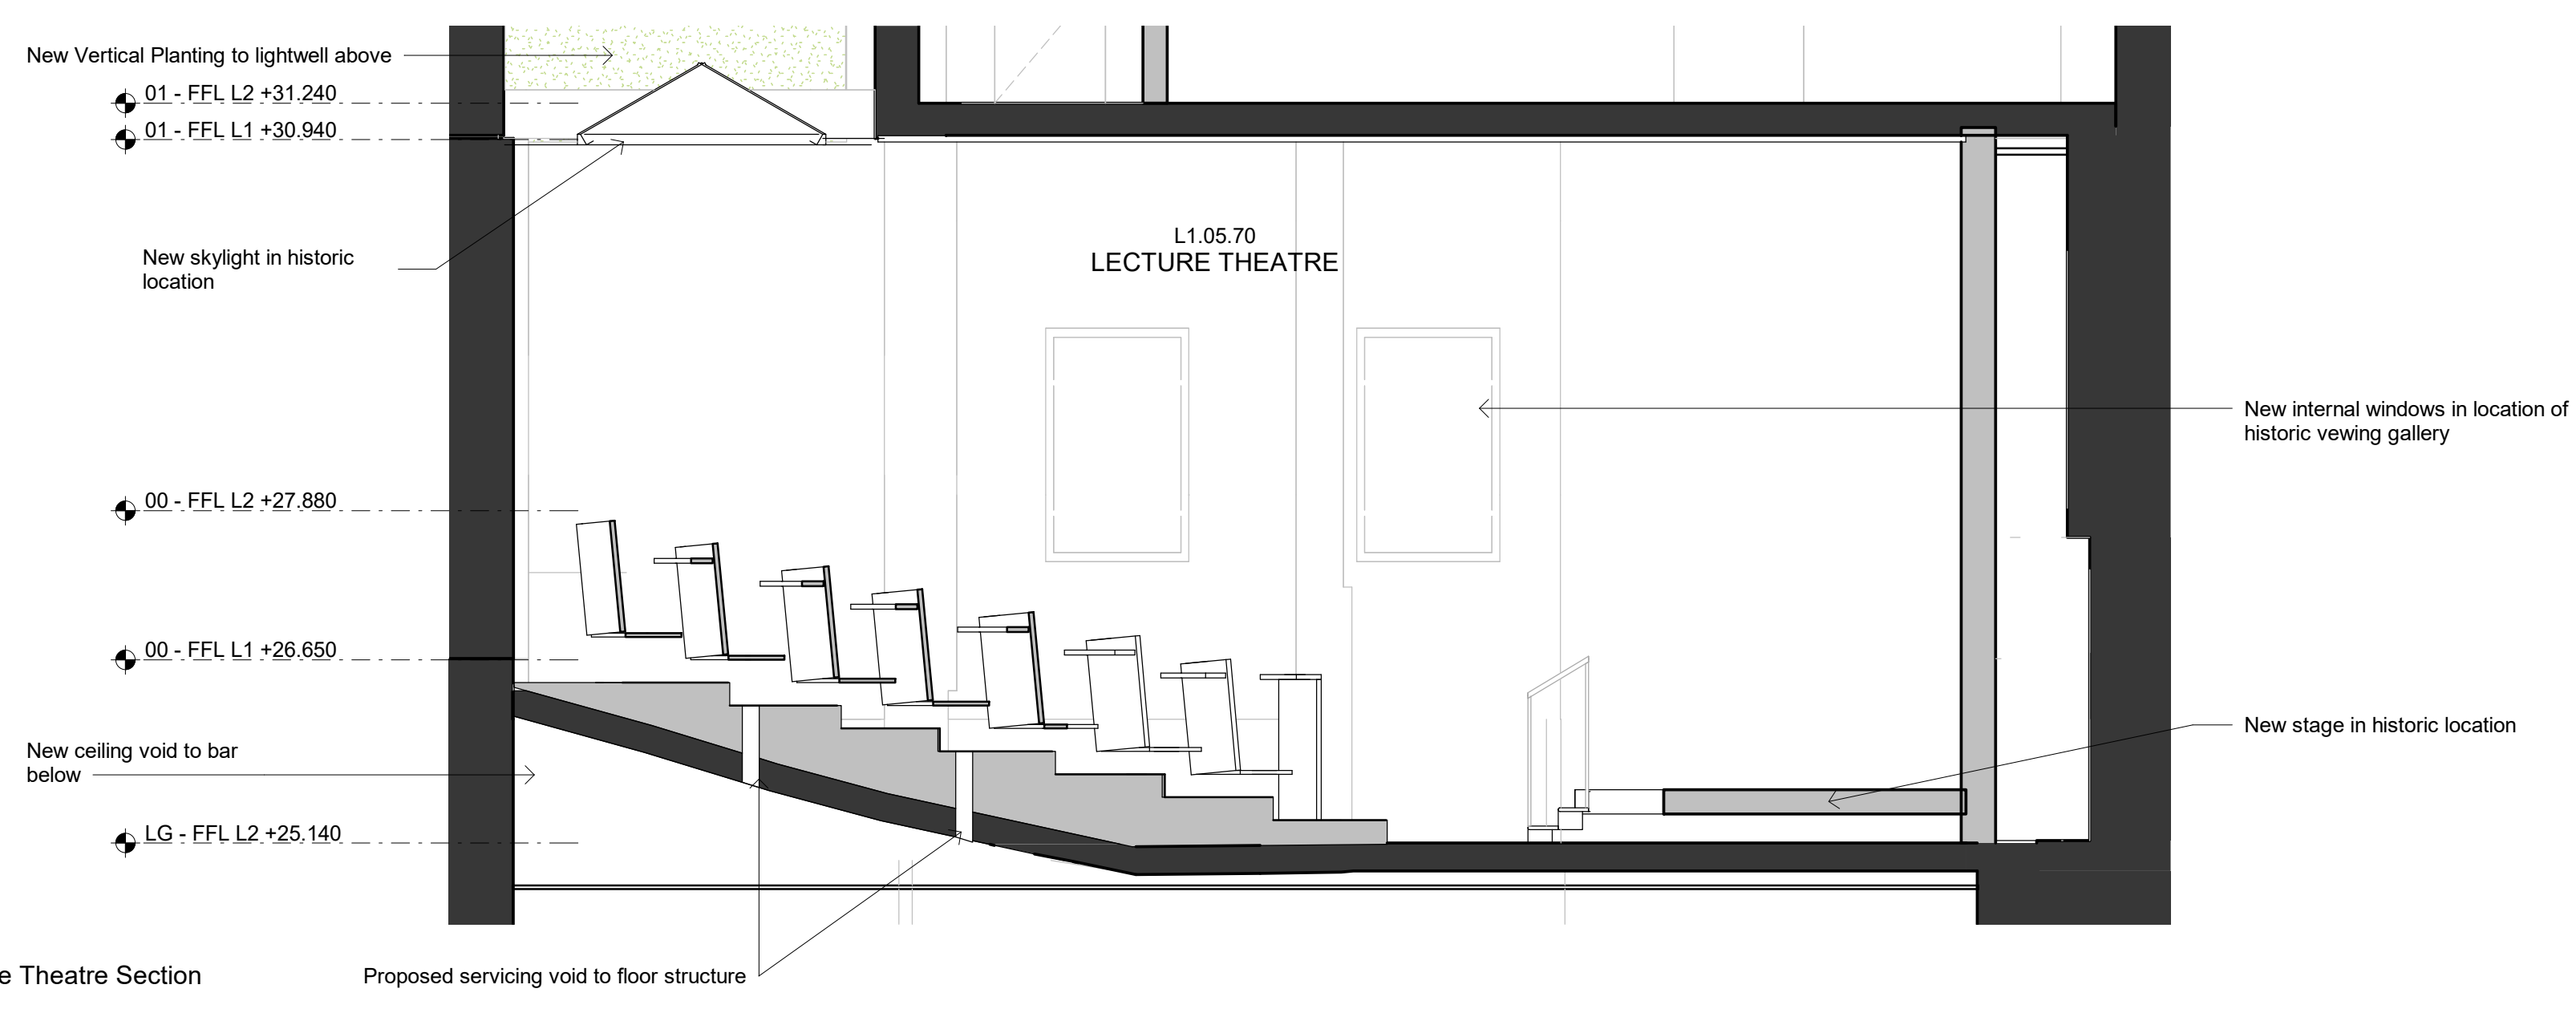 New Vertical Planting to lightwell above
01 - FFL L2 +31.240
01 - FFL L1 +30.940
New skylight in historic
location
L1.05.70
LECTURE THEATRE
New internal windows in location of
historic vewing gallery
00 - FFL L2 +27.880
00 - FFL L1 +26.650
New stage in historic location
New ceiling void to bar
below
LG - FFL L2 +25.140
e Theatre Section
Proposed servicing void to floor structure